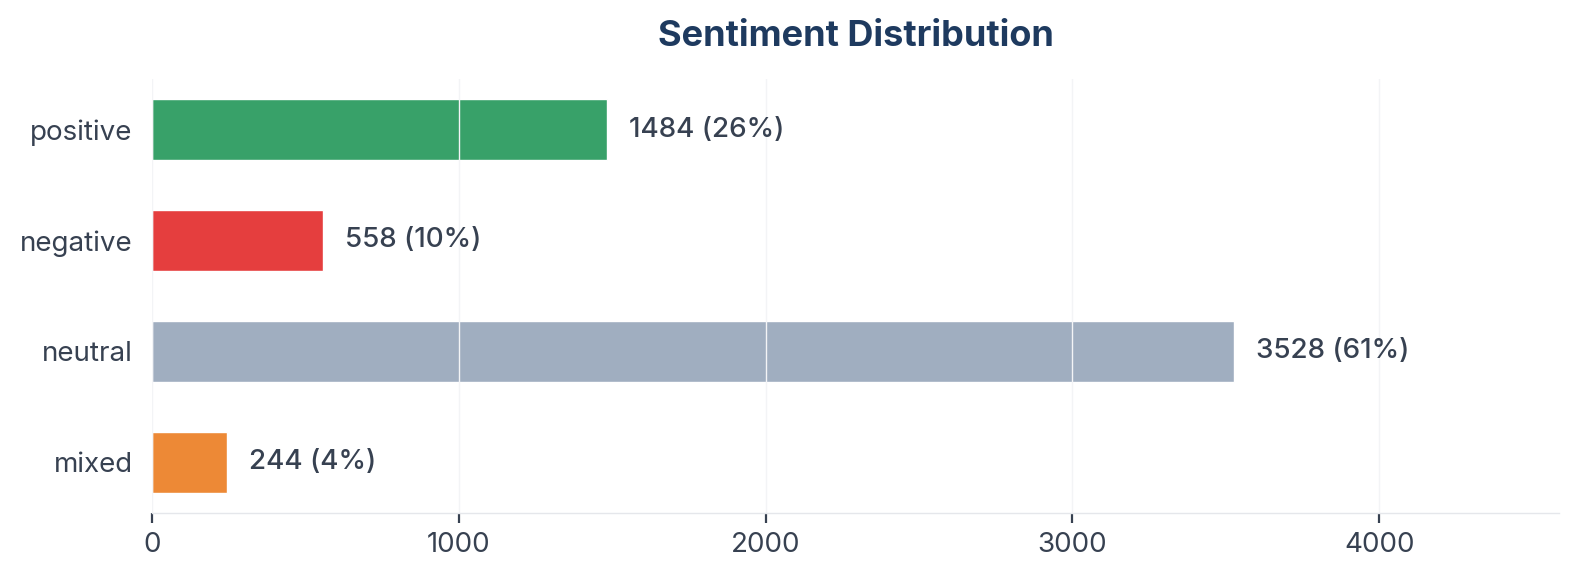 Sentiment Distribution
positive 1484 (26%)
negative 558 (10%)
neutral 3528 (61%)
mixed 244 (4%)
0 1000 2000 3000 4000